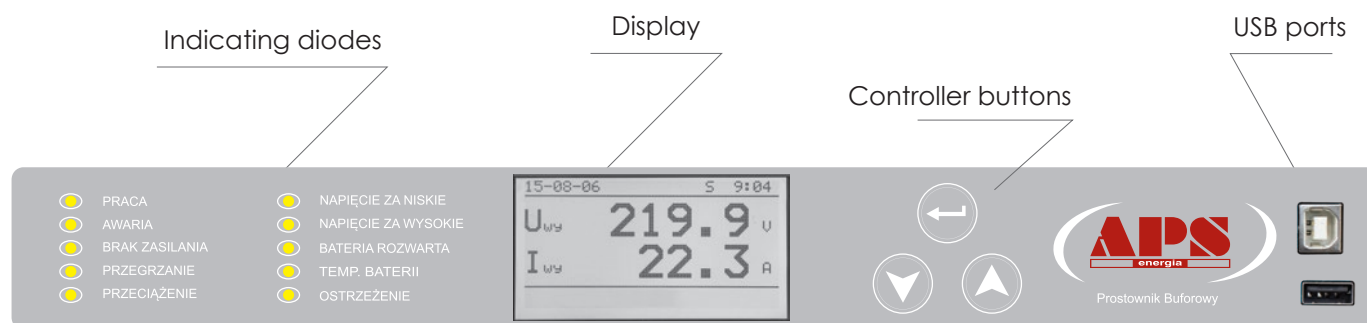 Indicating diodes
Display
USB ports
Controller buttons
PRACA
AWARIA
BRAK ZASILANIA
PRZEGRZANIE
PRZECIĄŻENIE
NAPIĘCIE ZA NISKIE
NAPIĘCIE ZA WYSOKIE
BATERIA ROZWARTA
TEMP. BATERII
OSTRZEŻENIE
15-08-06 S 9:04
Uwy 219.9 V
Iwy 22.3 A
APS
energia
Prostownik Buforowy